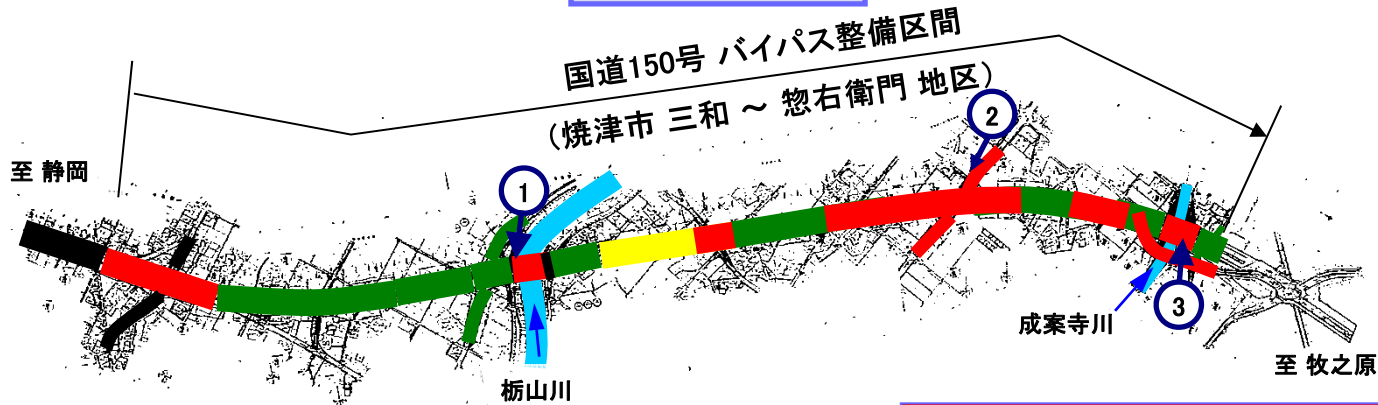 国道150号 バイパス整備区間
(焼津市 三和 ~ 惣右衛門 地区)
至 静岡
1
2
3
栃山川
成案寺川
至 牧之原